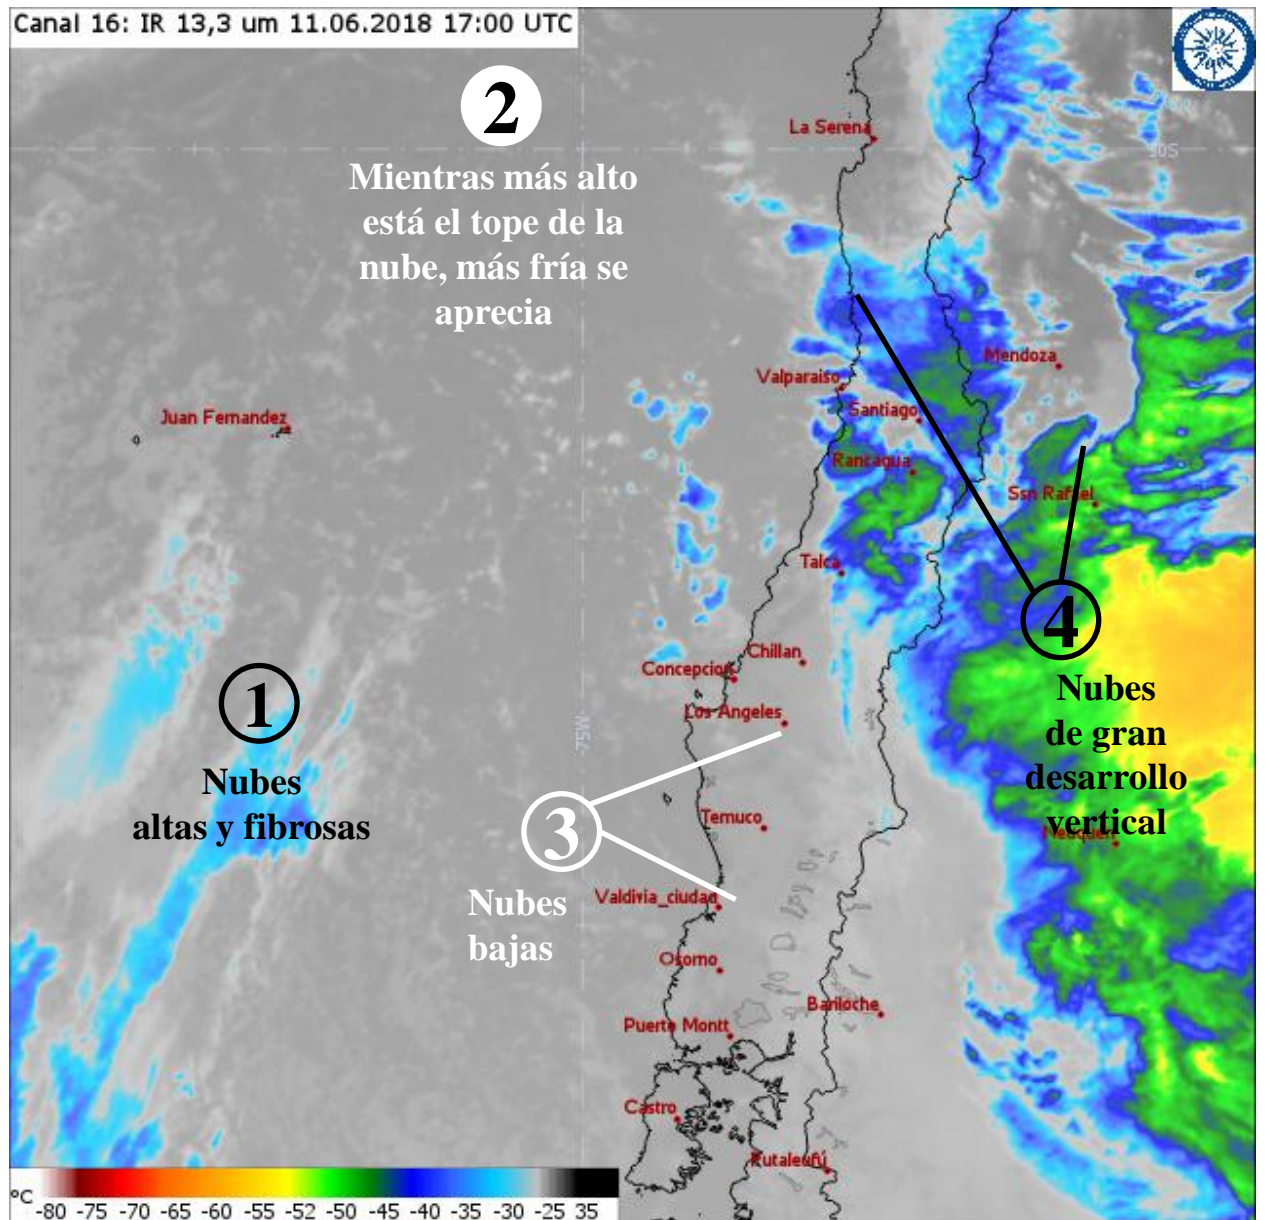 Canal 16: IR 13,3 um 11.06.2018 17:00 UTC
2
Mientras más alto
está el tope de la
nube, más fría se
aprecia
La Serena
30S
Mendoza
Valparaiso
Santiago
Juan Fernandez
Rancagua
Ssn Rafael
Talca
4
Nubes
de gran
desarrollo
vertical
Chillan
Concepcion
Los Angeles
-75W
1
Nubes
altas y fibrosas
3
Nubes
bajas
Temuco
Neuquen
Valdivia_ciudad
Osorno
Bariloche
Puerto Montt
Castro
Futaleufú
°C -80 -75 -70 -65 -60 -55 -52 -50 -45 -40 -35 -30 -25 35